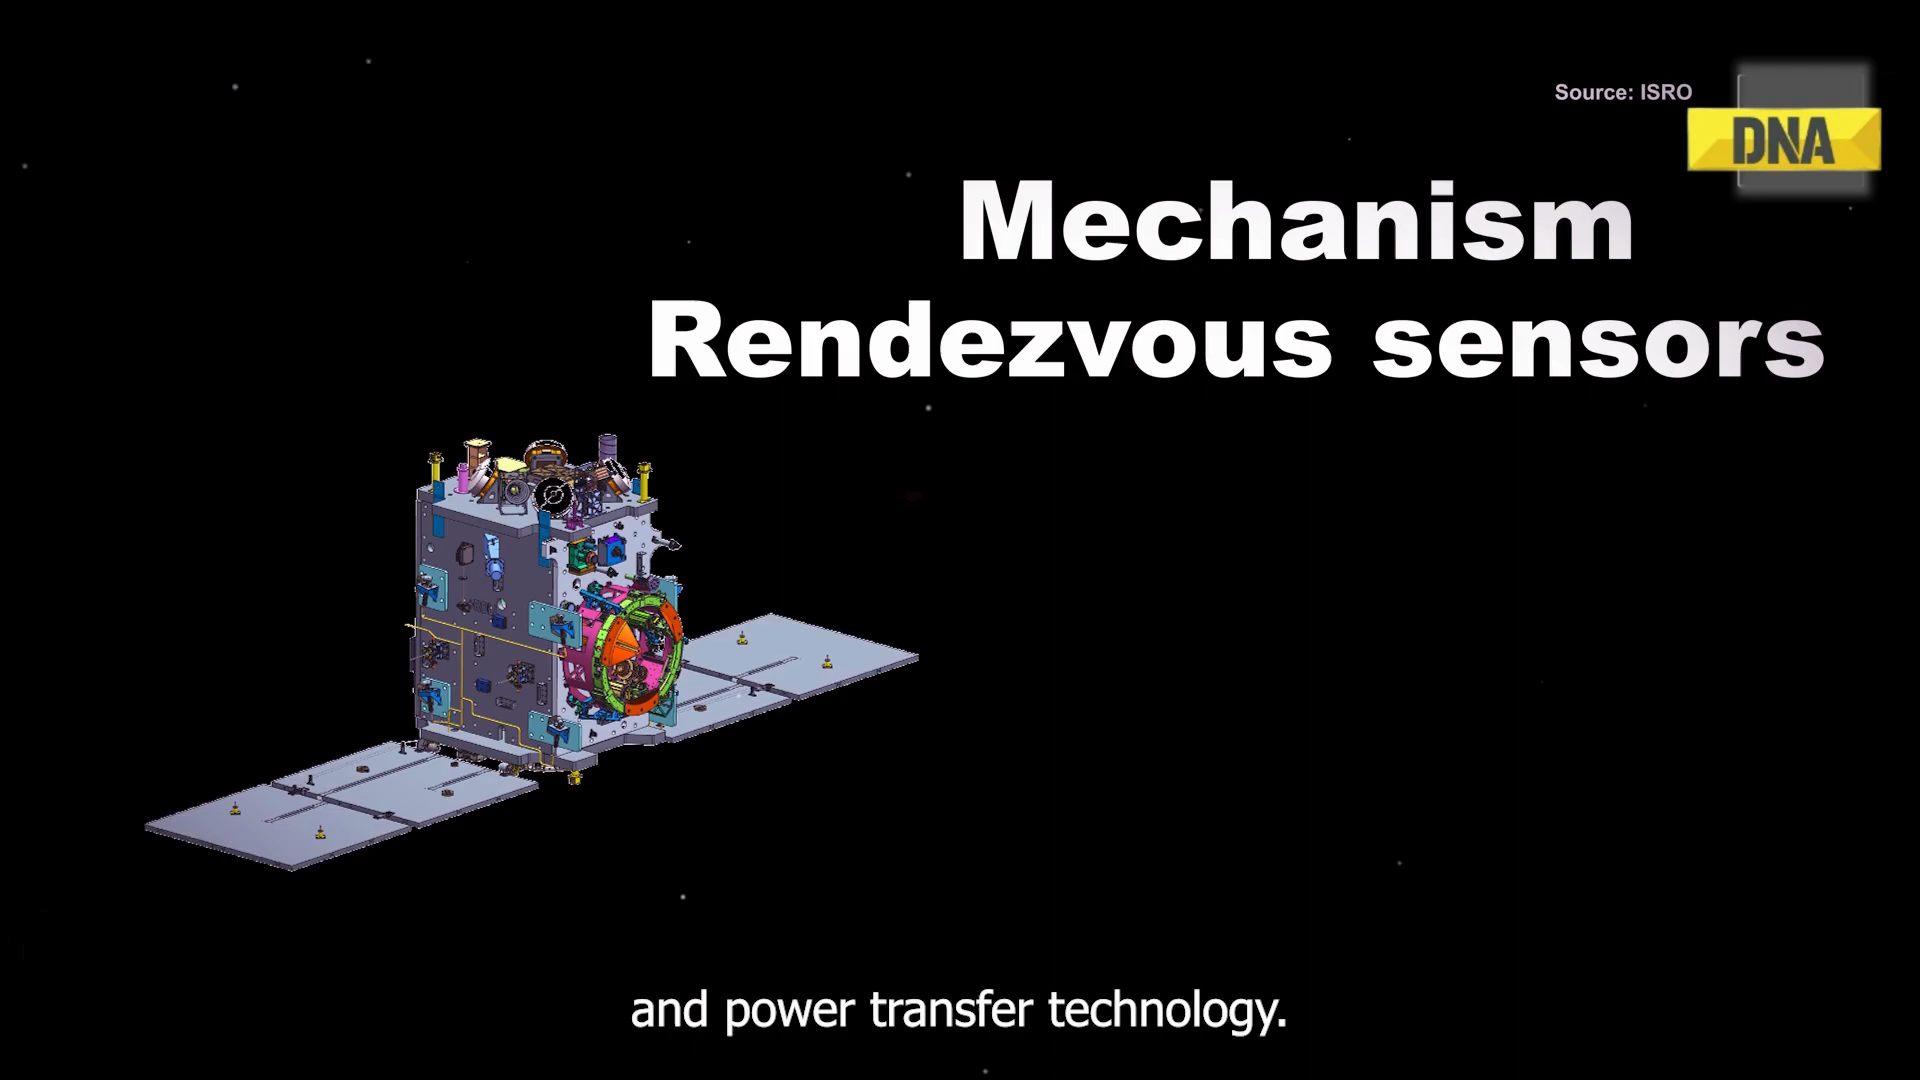 Source: ISRO
DNA
Mechanism
Rendezvous sensors
and power transfer technology.